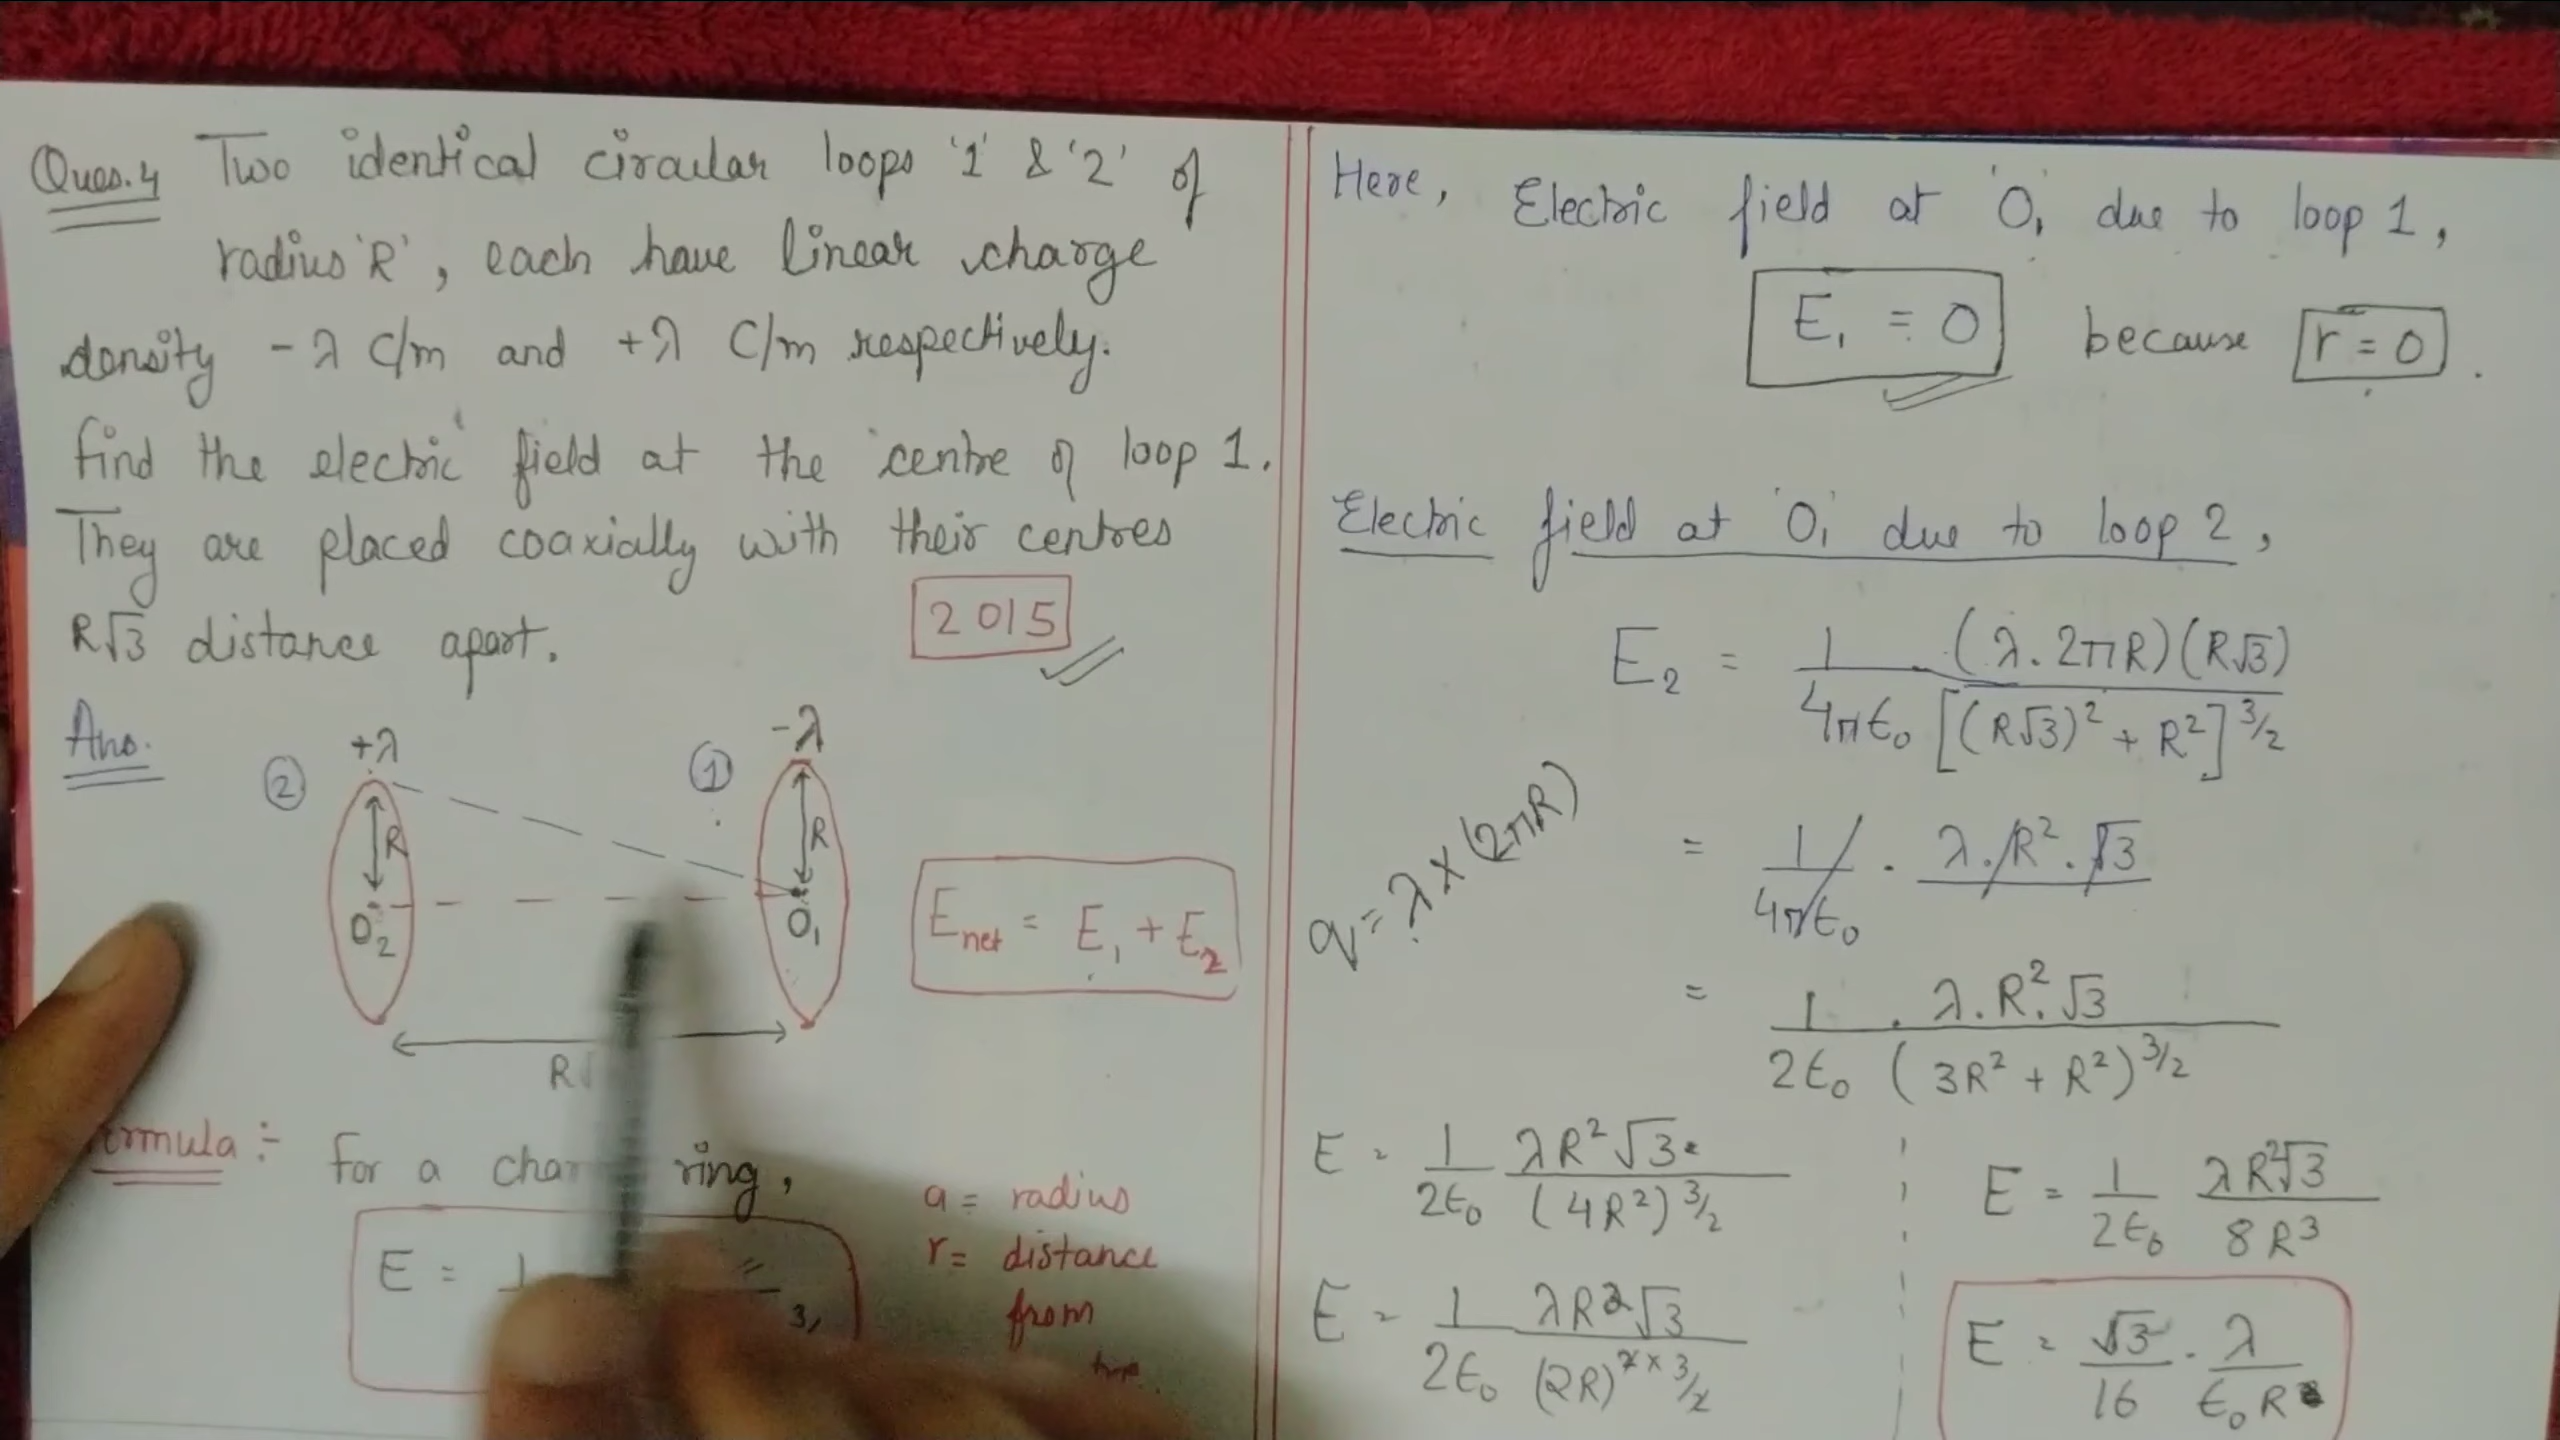 Ques.4 Two identical circular loops '1' & '2' of
radius 'R', each have linear charge
density -λ C/m and +λ C/m respectively.
find the electric field at the centre of loop 1.
They are placed coaxially with their centres
R√3 distance apart.
2015
Ans.
+λ
-λ
②
①
R
R
O₂
O₁
E_net = E₁ + E₂
R√
for a ring,
E = 1
a = radius
r = distance
from
Here, Electric field at 'O₁' due to loop 1,
E₁ = 0 because r = 0.
Electric field at 'O₁' due to loop 2,
E₂ = 1/4πε₀ (λ.2πR)(R√3)/[(R√3)² + R²]^3/2
q = λ × (2πR)
= 1/4πε₀ . λ.R².√3
= 1/2ε₀ . λ.R².√3/(3R² + R²)^3/2
E = 1/2ε₀ λR²√3/(4R²)^3/2
E = 1/2ε₀ λR²√3/(2R)^2×3/2
E = 1/2ε₀ λR²√3/8R³
E = √3/16 . λ/ε₀R